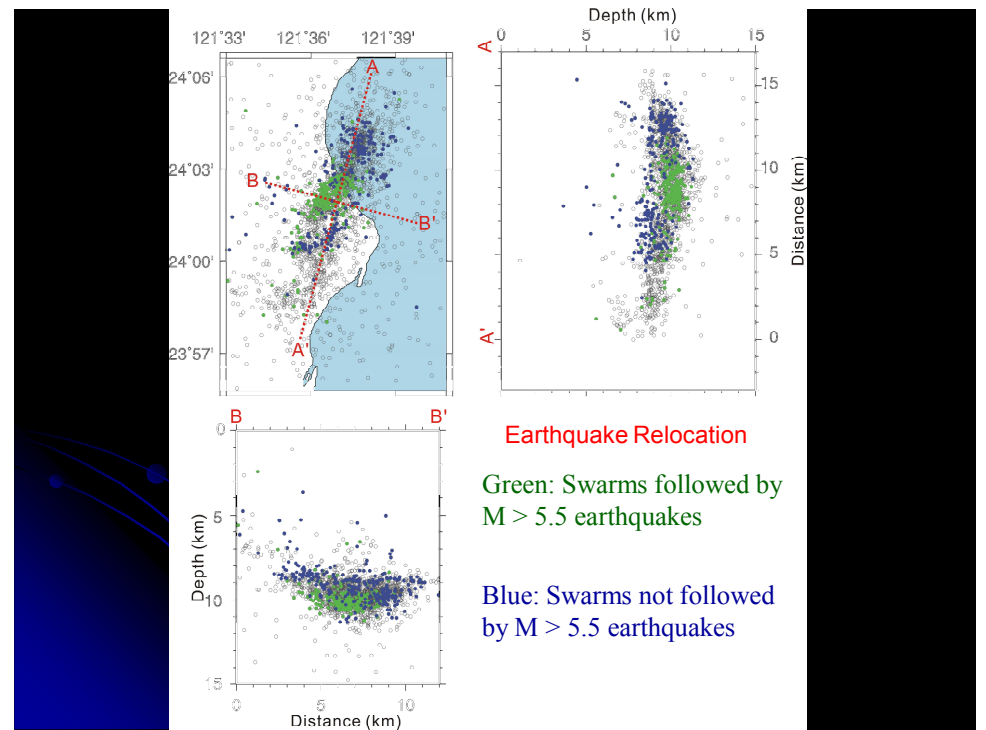 121°33' 121°36' 121°39'
24°06'
24°03'
24°00'
23°57'
A
B
B'
A'
Depth (km)
0 5 10 15
A
15
10
5
0
A'
Distance (km)
B B'
0
5
10
15
Depth (km)
0 5 10
Distance (km)
Earthquake Relocation
Green: Swarms followed by
M > 5.5 earthquakes
Blue: Swarms not followed
by M > 5.5 earthquakes